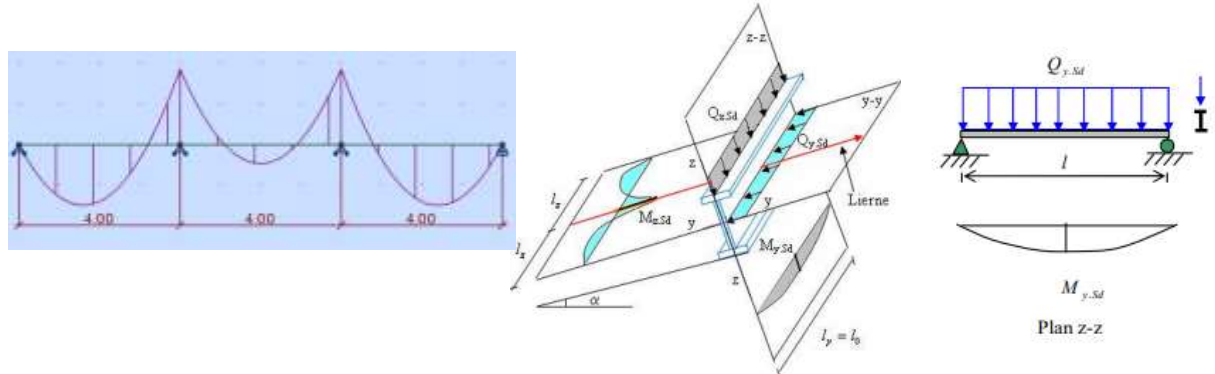 4.00
4.00
4.00
z-z
y-y
Qz.Sd
Qy.Sd
z
Lierne
lz
lz
Mz.Sd
y
y
My.Sd
z
α
ly = l0
Qy.Sd
I
l
My.Sd
Plan z-z